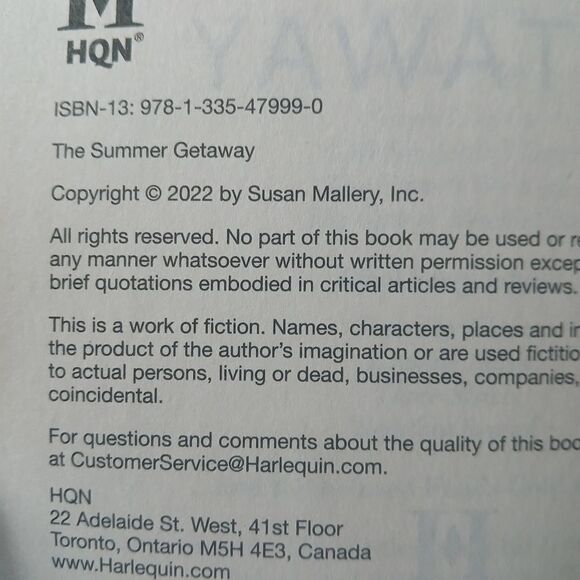 M
HQN®
ISBN-13: 978-1-335-47999-0
The Summer Getaway
Copyright © 2022 by Susan Mallery, Inc.
All rights reserved. No part of this book may be used or
any manner whatsoever without written permission
brief quotations embodied in critical articles and reviews.
This is a work of fiction. Names, characters, places and
the product of the author's imagination or are used
to actual persons, living or dead, businesses, companies,
coincidental.
For questions and comments about the quality of this
at CustomerService@Harlequin.com.
HQN
22 Adelaide St. West, 41st Floor
Toronto, Ontario M5H 4E3, Canada
www.Harlequin.com